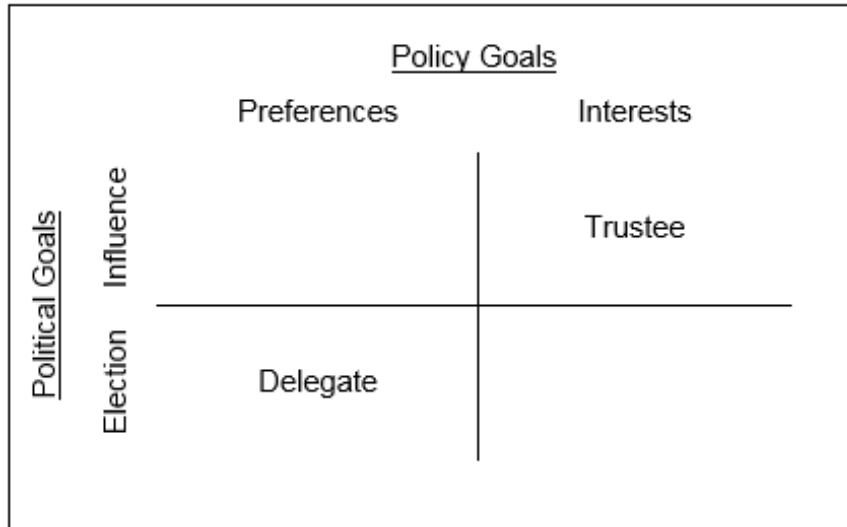 Policy Goals
Preferences Interests
Political Goals
Influence
Trustee
Election
Delegate